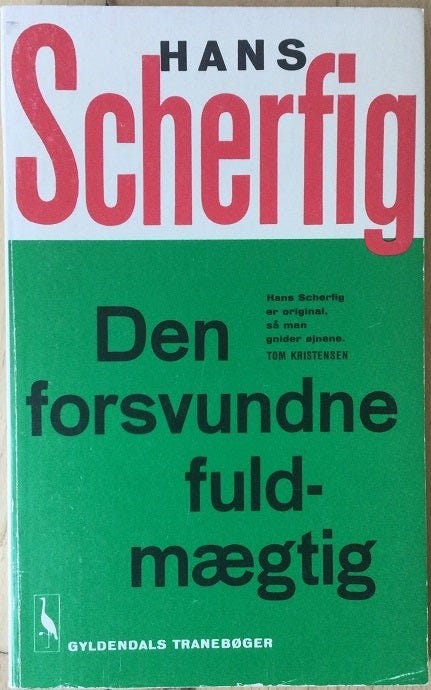 HANS
Scherfig
Den
forsvundne
fuld-
mægtig
Hans Scherfig
er original,
så man
gnider øjnene.
TOM KRISTENSEN
GYLDENDALS TRANEBØGER